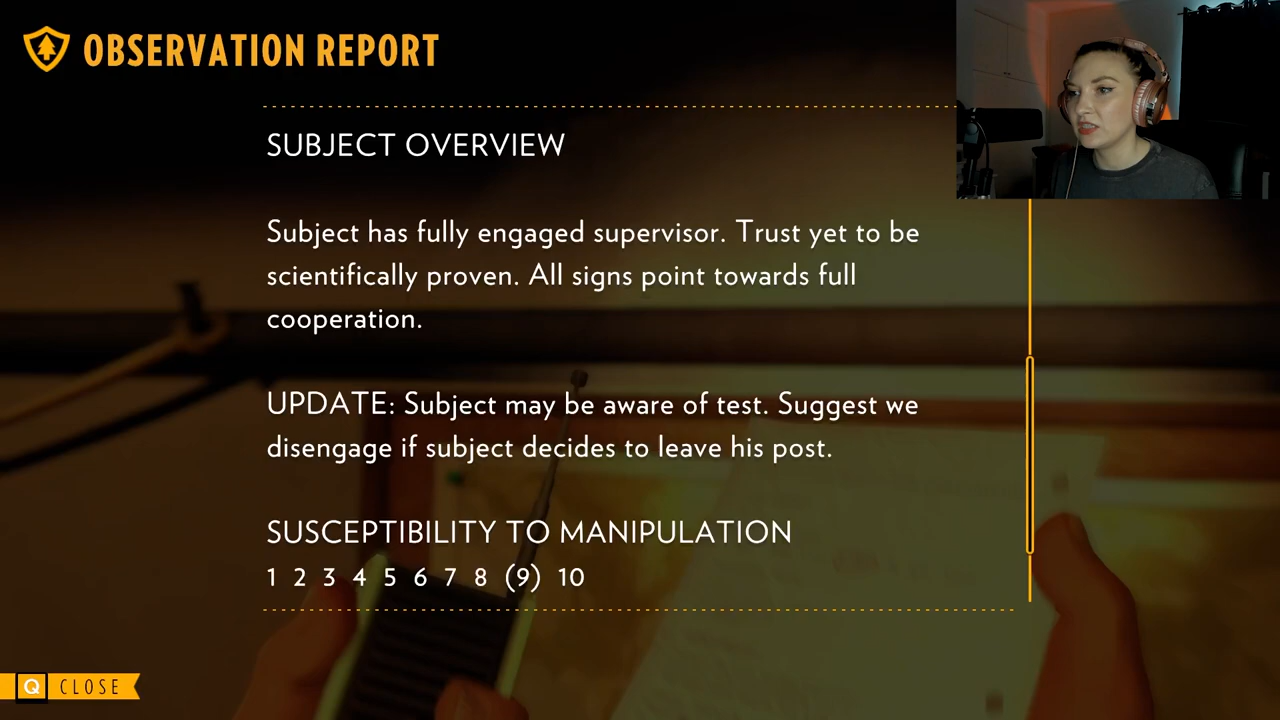 OBSERVATION REPORT
SUBJECT OVERVIEW
Subject has fully engaged supervisor. Trust yet to be
scientifically proven. All signs point towards full
cooperation.
UPDATE: Subject may be aware of test. Suggest we
disengage if subject decides to leave his post.
SUSCEPTIBILITY TO MANIPULATION
1 2 3 4 5 6 7 8 (9) 10
Q CLOSE